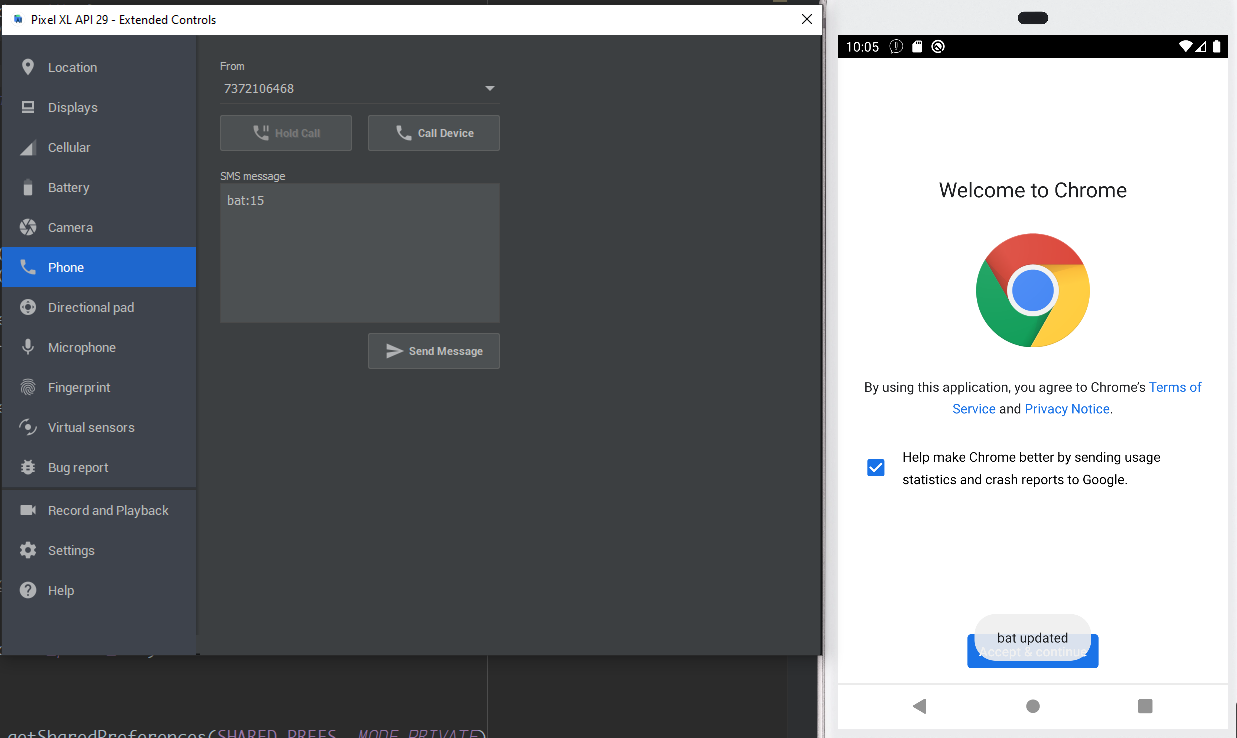 Pixel XL API 29 - Extended Controls
Location
Displays
Cellular
Battery
Camera
Phone
Directional pad
Microphone
Fingerprint
Virtual sensors
Bug report
Record and Playback
Settings
Help
From
7372106468
Hold Call
Call Device
SMS message
bat:15
Send Message
getSharedPreferences(SHARED_PREFS, MODE_PRIVATE)
10:05
Welcome to Chrome
By using this application, you agree to Chrome's Terms of
Service and Privacy Notice.
Help make Chrome better by sending usage
statistics and crash reports to Google.
bat updated
Accept & continue